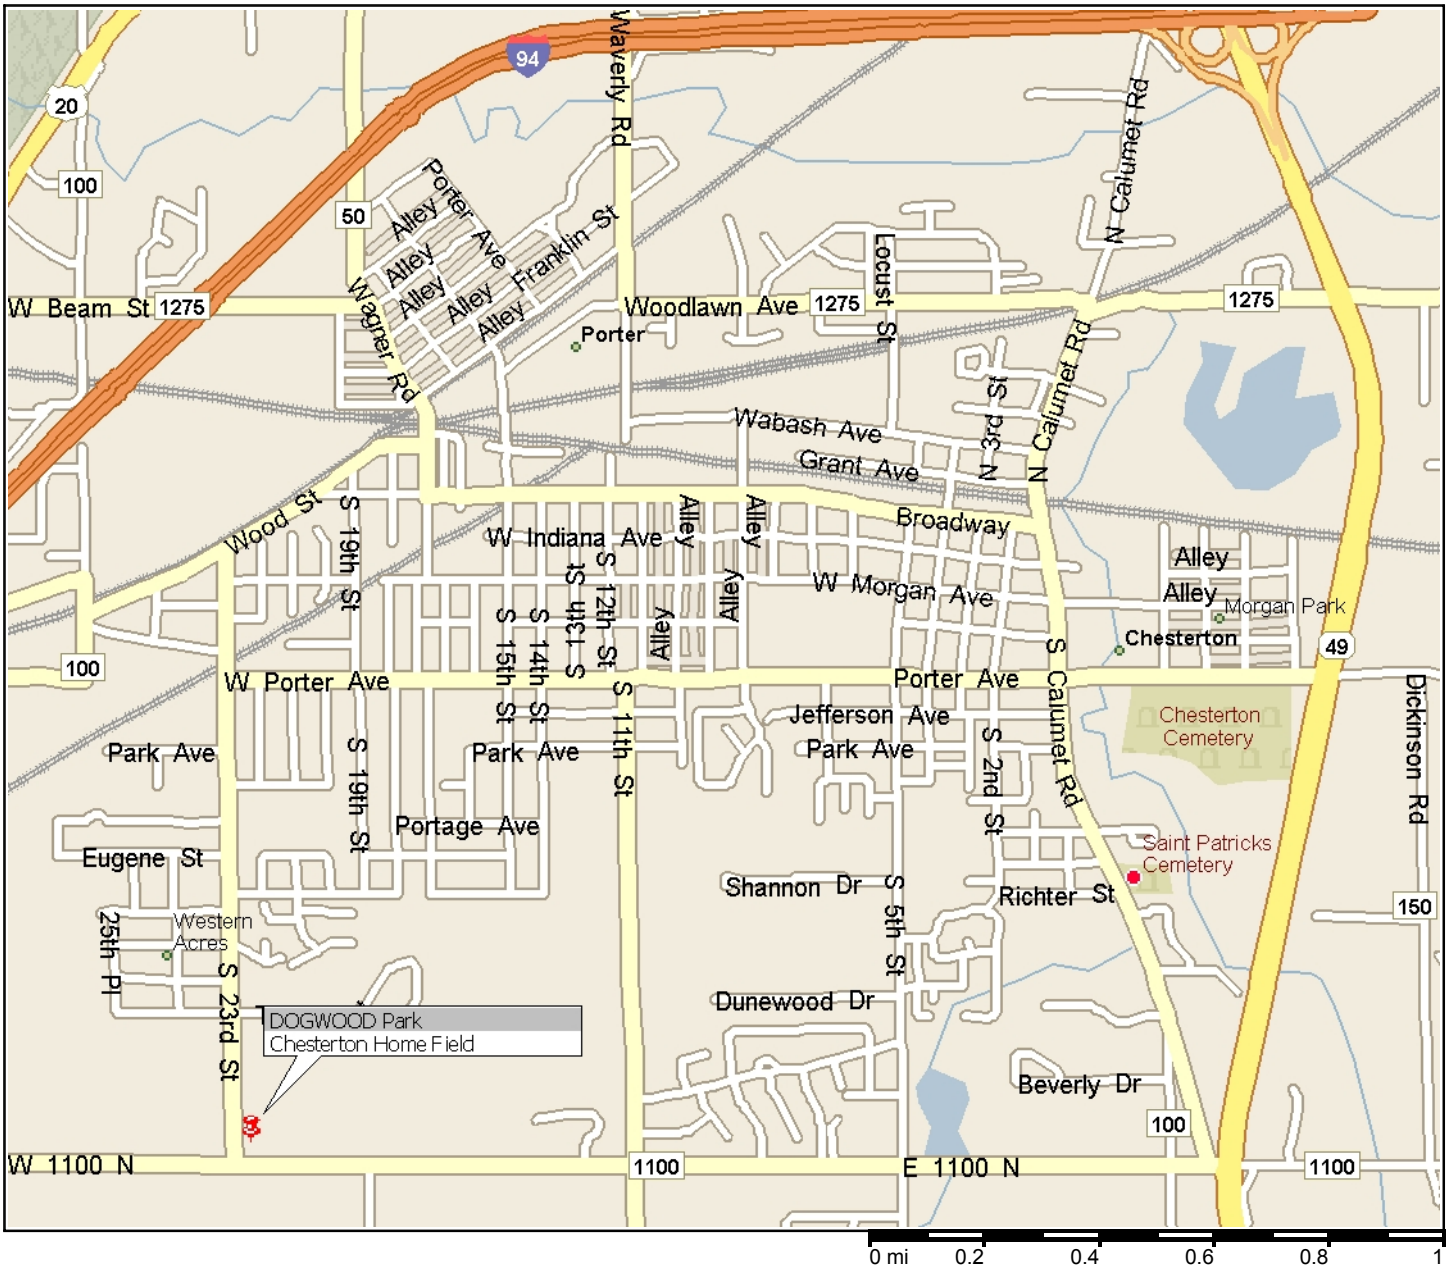 Waverly Rd
94
20
N Calumet Rd
100
Porter Ave
50
Alley
Franklin St
Alley
Locust St
Alley
Alley
Alley
W Beam St
1275
Wagner Rd
Woodlawn Ave
1275
1275
Porter
N Calumet Rd
N 3rd St
Wabash Ave
Grant Ave
Wood St
S 19th St
Alley
Alley
Broadway
W Indiana Ave
S 12th St
S 13th St
Alley
Alley
Alley
Alley
W Morgan Ave
Morgan Park
S 15th St
S 14th St
Chesterton
49
100
W Porter Ave
S 11th St
Porter Ave
S Calumet Rd
Dickinson Rd
Jefferson Ave
Chesterton
Cemetery
Park Ave
S 19th St
Park Ave
Park Ave
S 2nd St
Portage Ave
Eugene St
Saint Patricks
Cemetery
Shannon Dr
S 5th St
Richter St
150
25th Pl
Western
Acres
S 23rd St
Dunewood Dr
DOGWOOD Park
Chesterton Home Field
Beverly Dr
100
W 1100 N
1100
E 1100 N
1100
0 mi 0.2 0.4 0.6 0.8 1